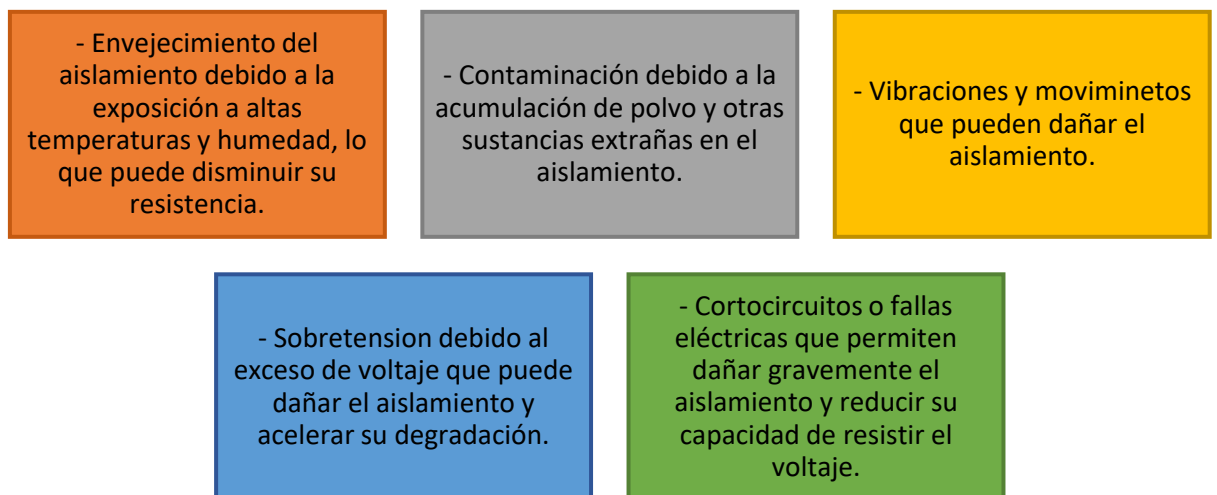 - Envejecimiento del
aislamiento debido a la
exposición a altas
temperaturas y humedad, lo
que puede disminuir su
resistencia.
- Contaminación debido a la
acumulación de polvo y otras
sustancias extrañas en el
aislamiento.
- Vibraciones y moviminetos
que pueden dañar el
aislamiento.
- Sobretension debido al
exceso de voltaje que puede
dañar el aislamiento y
acelerar su degradación.
- Cortocircuitos o fallas
eléctricas que permiten
dañar gravemente el
aislamiento y reducir su
capacidad de resistir el
voltaje.